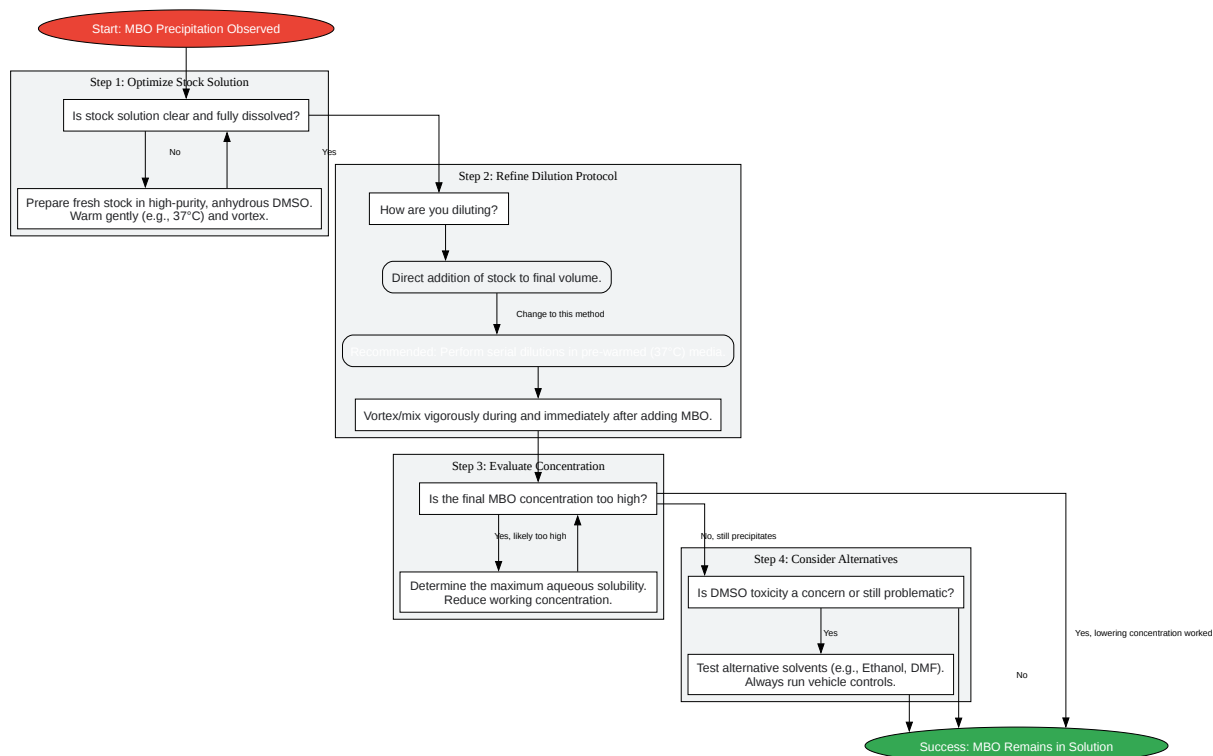 Start: MBO Precipitation Observed
Step 1: Optimize Stock Solution
Is stock solution clear and fully dissolved?
No
Yes
Prepare fresh stock in high-purity, anhydrous DMSO.
Warm gently (e.g., 37°C) and vortex.
Step 2: Refine Dilution Protocol
How are you diluting?
Direct addition of stock to final volume.
Change to this method
Recommended: Perform serial dilutions in pre-warmed (37°C) media.
Vortex/mix vigorously during and immediately after adding MBO.
Step 3: Evaluate Concentration
Is the final MBO concentration too high?
Yes, likely too high
No, still precipitates
Determine the maximum aqueous solubility.
Reduce working concentration.
Step 4: Consider Alternatives
Is DMSO toxicity a concern or still problematic?
Yes
Yes, lowering concentration worked
Test alternative solvents (e.g., Ethanol, DMF).
Always run vehicle controls.
No
Success: MBO Remains in Solution